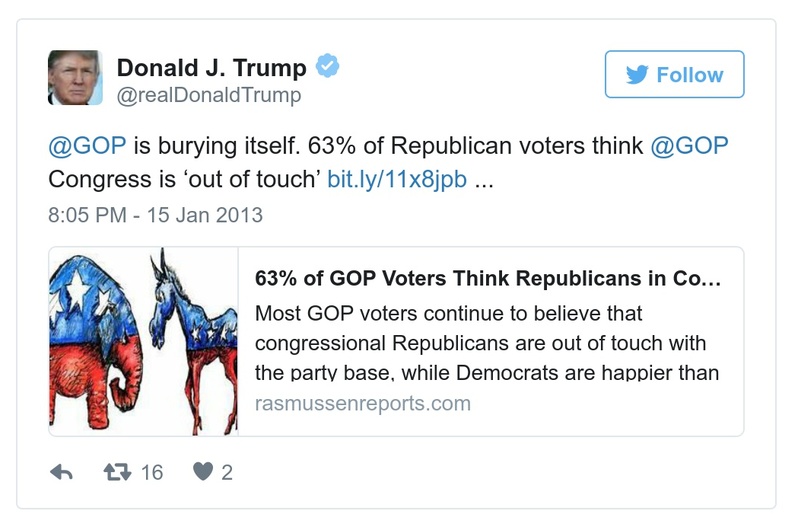 Donald J. Trump
@realDonaldTrump
Follow
@GOP is burying itself. 63% of Republican voters think @GOP
Congress is ‘out of touch’ bit.ly/11x8jpb ...
8:05 PM - 15 Jan 2013
63% of GOP Voters Think Republicans in Co...
Most GOP voters continue to believe that
congressional Republicans are out of touch with
the party base, while Democrats are happier than
rasmussenreports.com
16
2